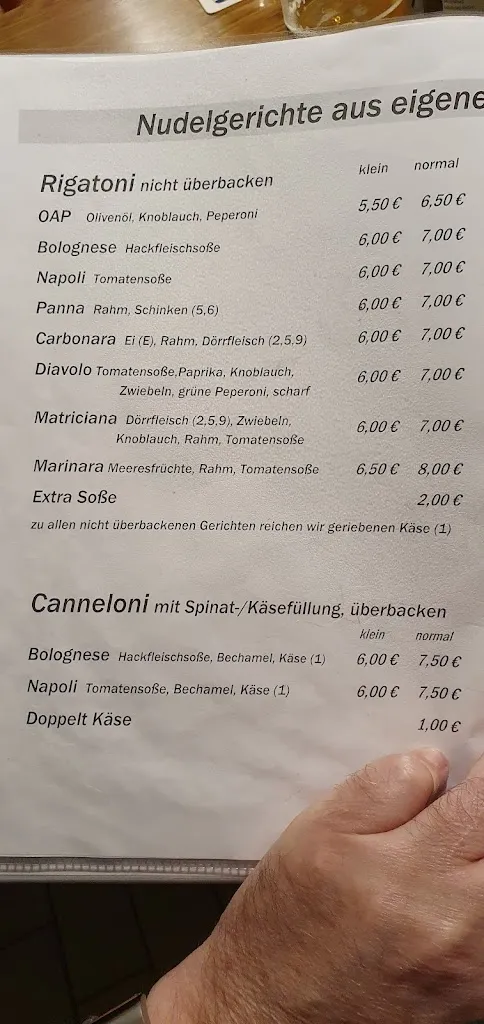 Nudelgerichte aus eigene
Rigatoni nicht überbacken klein normal
OAP Olivenöl, Knoblauch, Peperoni 5,50 € 6,50 €
Bolognese Hackfleischsoße 6,00 € 7,00 €
Napoli Tomatensoße 6,00 € 7,00 €
Panna Rahm, Schinken (5,6) 6,00 € 7,00 €
Carbonara Ei (E), Rahm, Dörrfleisch (2,5,9) 6,00 € 7,00 €
Diavolo Tomatensoße,Paprika, Knoblauch, 6,00 € 7,00 €
Zwiebeln, grüne Peperoni, scharf
Matriciana Dörrfleisch (2,5,9), Zwiebeln, 6,00 € 7,00 €
Knoblauch, Rahm, Tomatensoße
Marinara Meeresfrüchte, Rahm, Tomatensoße 6,50 € 8,00 €
Extra Soße 2,00 €
zu allen nicht überbackenen Gerichten reichen wir geriebenen Käse (1)
Canneloni mit Spinat-/Käsefüllung, überbacken
klein normal
Bolognese Hackfleischsoße, Bechamel, Käse (1) 6,00 € 7,50 €
Napoli Tomatensoße, Bechamel, Käse (1) 6,00 € 7,50 €
Doppelt Käse 1,00 €